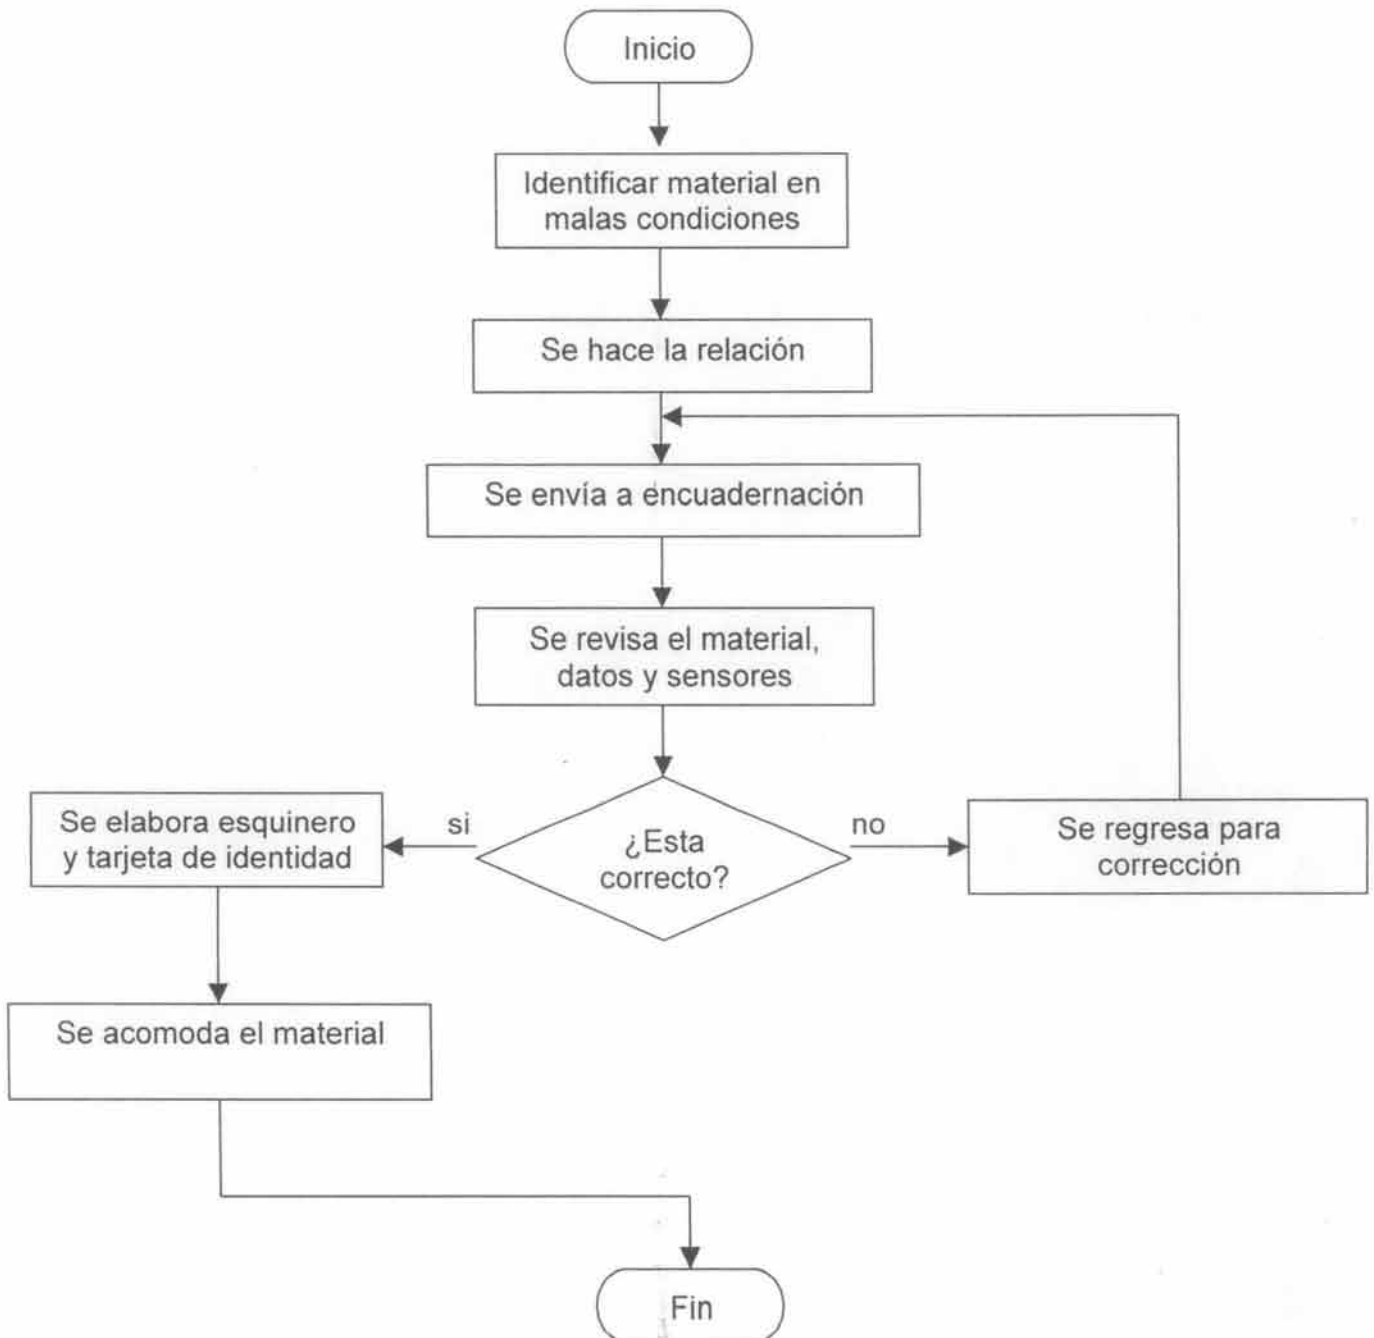 Inicio
Identificar material en
malas condiciones
Se hace la relación
Se envía a encuadernación
Se revisa el material,
datos y sensores
¿Esta
correcto?
si
no
Se elabora esquinero
y tarjeta de identidad
Se regresa para
corrección
Se acomoda el material
Fin